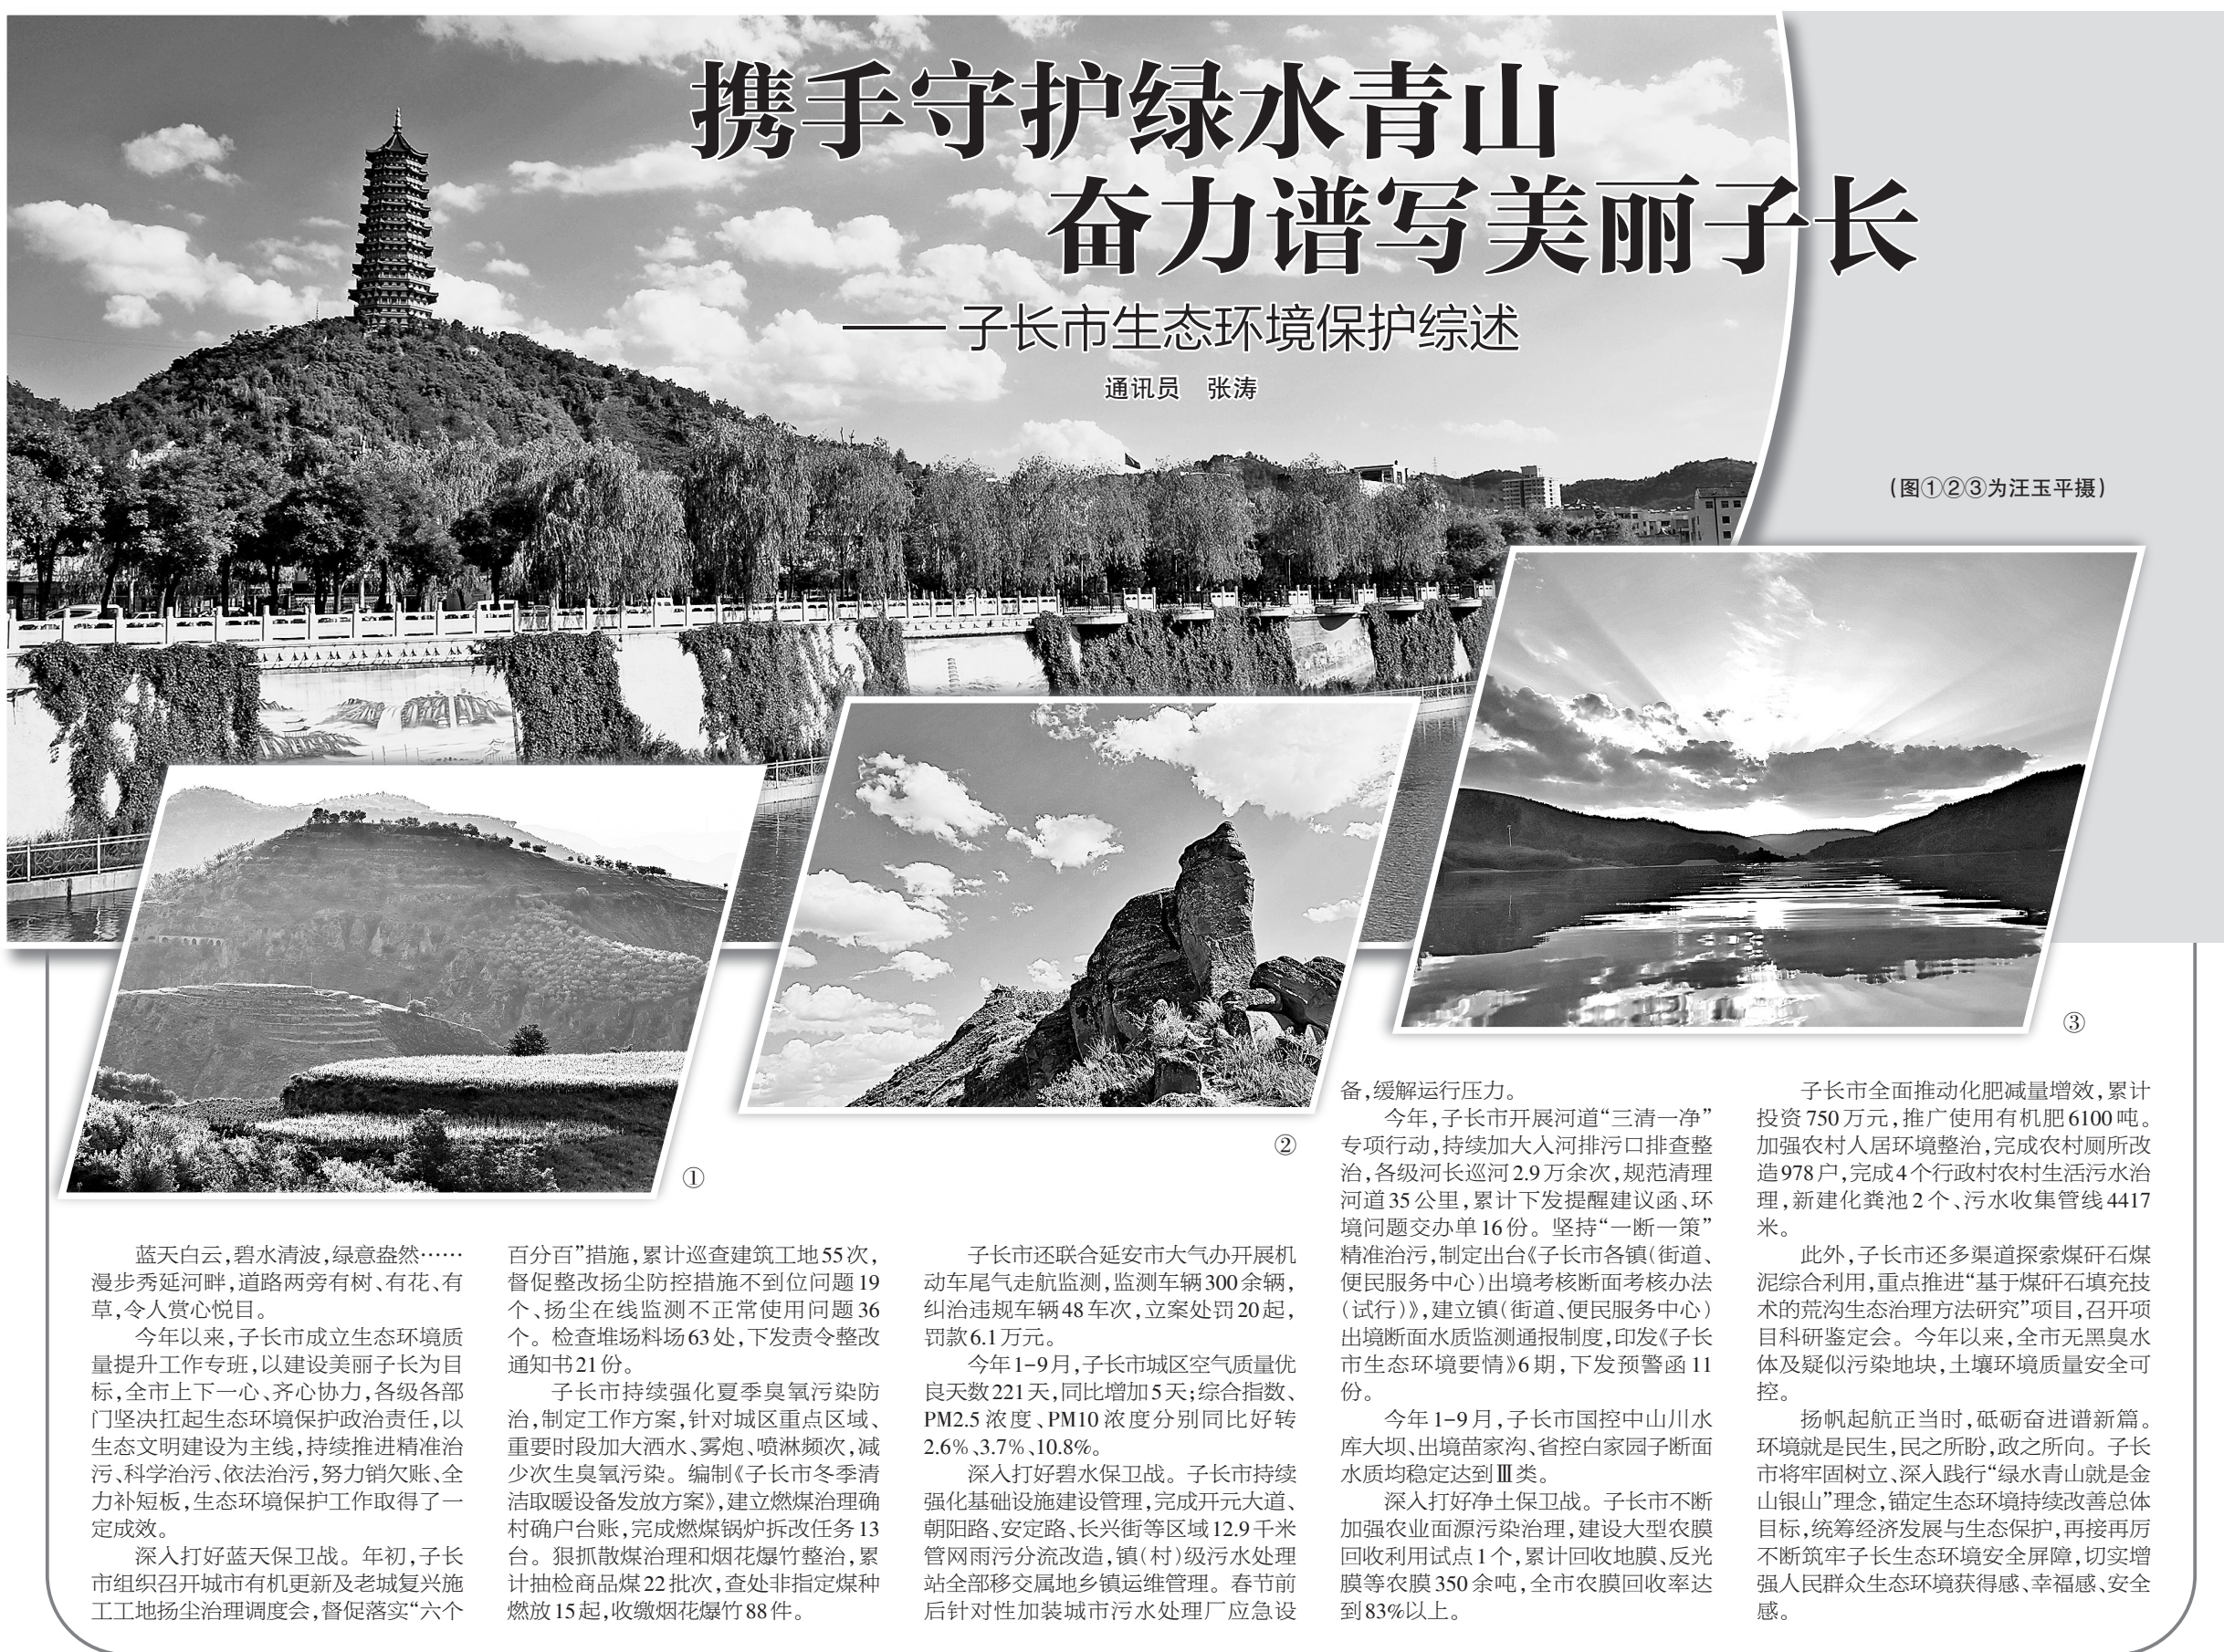 携手守护绿水青山
奋力谱写美丽子长
——子长市生态环境保护综述
通讯员　张涛
（图①②③为汪玉平摄）
①
②
③
蓝天白云，碧水清波，绿意盎然……
漫步秀延河畔，道路两旁有树、有花、有
草，令人赏心悦目。
今年以来，子长市成立生态环境质
量提升工作专班，以建设美丽子长为目
标，全市上下一心、齐心协力，各级各部
门坚决扛起生态环境保护政治责任，以
生态文明建设为主线，持续推进精准治
污、科学治污、依法治污，努力销欠账、全
力补短板，生态环境保护工作取得了一
定成效。
深入打好蓝天保卫战。年初，子长
市组织召开城市有机更新及老城复兴施
工工地扬尘治理调度会，督促落实“六个
百分百”措施，累计巡查建筑工地55次，
督促整改扬尘防控措施不到位问题19
个、扬尘在线监测不正常使用问题36
个。检查堆场料场63处，下发责令整改
通知书21份。
子长市持续强化夏季臭氧污染防
治，制定工作方案，针对城区重点区域、
重要时段加大洒水、雾炮、喷淋频次，减
少次生臭氧污染。编制《子长市冬季清
洁取暖设备发放方案》，建立燃煤治理确
村确户台账，完成燃煤锅炉拆改任务13
台。狠抓散煤治理和烟花爆竹整治，累
计抽检商品煤22批次，查处非指定煤种
燃放15起，收缴烟花爆竹88件。
子长市还联合延安市大气办开展机
动车尾气走航监测，监测车辆300余辆，
纠治违规车辆48车次，立案处罚20起，
罚款6.1万元。
今年1-9月，子长市城区空气质量优
良天数221天，同比增加5天；综合指数、
PM2.5浓度、PM10浓度分别同比好转
2.6%、3.7%、10.8%。
深入打好碧水保卫战。子长市持续
强化基础设施建设管理，完成开元大道、
朝阳路、安定路、长兴街等区域12.9千米
管网雨污分流改造，镇（村）级污水处理
站全部移交属地乡镇运维管理。春节前
后针对性加装城市污水处理厂应急设
备，缓解运行压力。
今年，子长市开展河道“三清一净”
专项行动，持续加大入河排污口排查整
治，各级河长巡河2.9万余次，规范清理
河道35公里，累计下发提醒建议函、环
境问题交办单16份。坚持“一断一策”
精准治污，制定出台《子长市各镇（街道、
便民服务中心）出境考核断面考核办法
（试行）》，建立镇（街道、便民服务中心）
出境断面水质监测通报制度，印发《子长
市生态环境要情》6期，下发预警函11
份。
今年1-9月，子长市国控中山川水
库大坝、出境苗家沟、省控白家园子断面
水质均稳定达到Ⅲ类。
深入打好净土保卫战。子长市不断
加强农业面源污染治理，建设大型农膜
回收利用试点1个，累计回收地膜、反光
膜等农膜350余吨，全市农膜回收率达
到83%以上。
子长市全面推动化肥减量增效，累计
投资750万元，推广使用有机肥6100吨。
加强农村人居环境整治，完成农村厕所改
造978户，完成4个行政村农村生活污水治
理，新建化粪池2个、污水收集管线4417
米。
此外，子长市还多渠道探索煤矸石煤
泥综合利用，重点推进“基于煤矸石填充技
术的荒沟生态治理方法研究”项目，召开项
目科研鉴定会。今年以来，全市无黑臭水
体及疑似污染地块，土壤环境质量安全可
控。
扬帆起航正当时，砥砺奋进谱新篇。
环境就是民生，民之所盼，政之所向。子长
市将牢固树立、深入践行“绿水青山就是金
山银山”理念，锚定生态环境持续改善总体
目标，统筹经济发展与生态保护，再接再厉
不断筑牢子长生态环境安全屏障，切实增
强人民群众生态环境获得感、幸福感、安全
感。